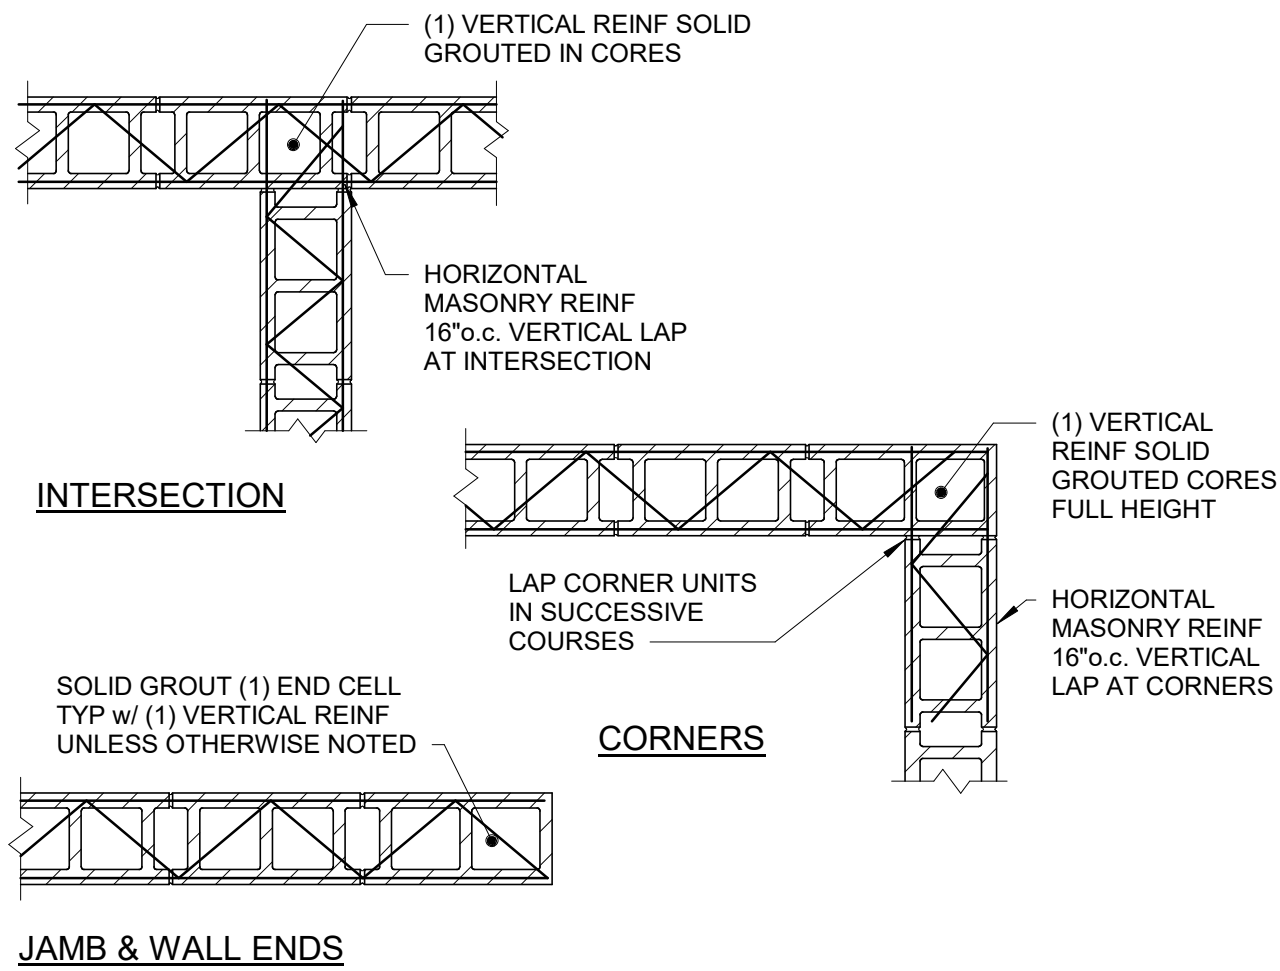 (1) VERTICAL REINF SOLID
GROUTED IN CORES
HORIZONTAL
MASONRY REINF
16"o.c. VERTICAL LAP
AT INTERSECTION
INTERSECTION
(1) VERTICAL
REINF SOLID
GROUTED CORES
FULL HEIGHT
LAP CORNER UNITS
IN SUCCESSIVE
COURSES
HORIZONTAL
MASONRY REINF
16"o.c. VERTICAL
LAP AT CORNERS
CORNERS
SOLID GROUT (1) END CELL
TYP w/ (1) VERTICAL REINF
UNLESS OTHERWISE NOTED
JAMB & WALL ENDS